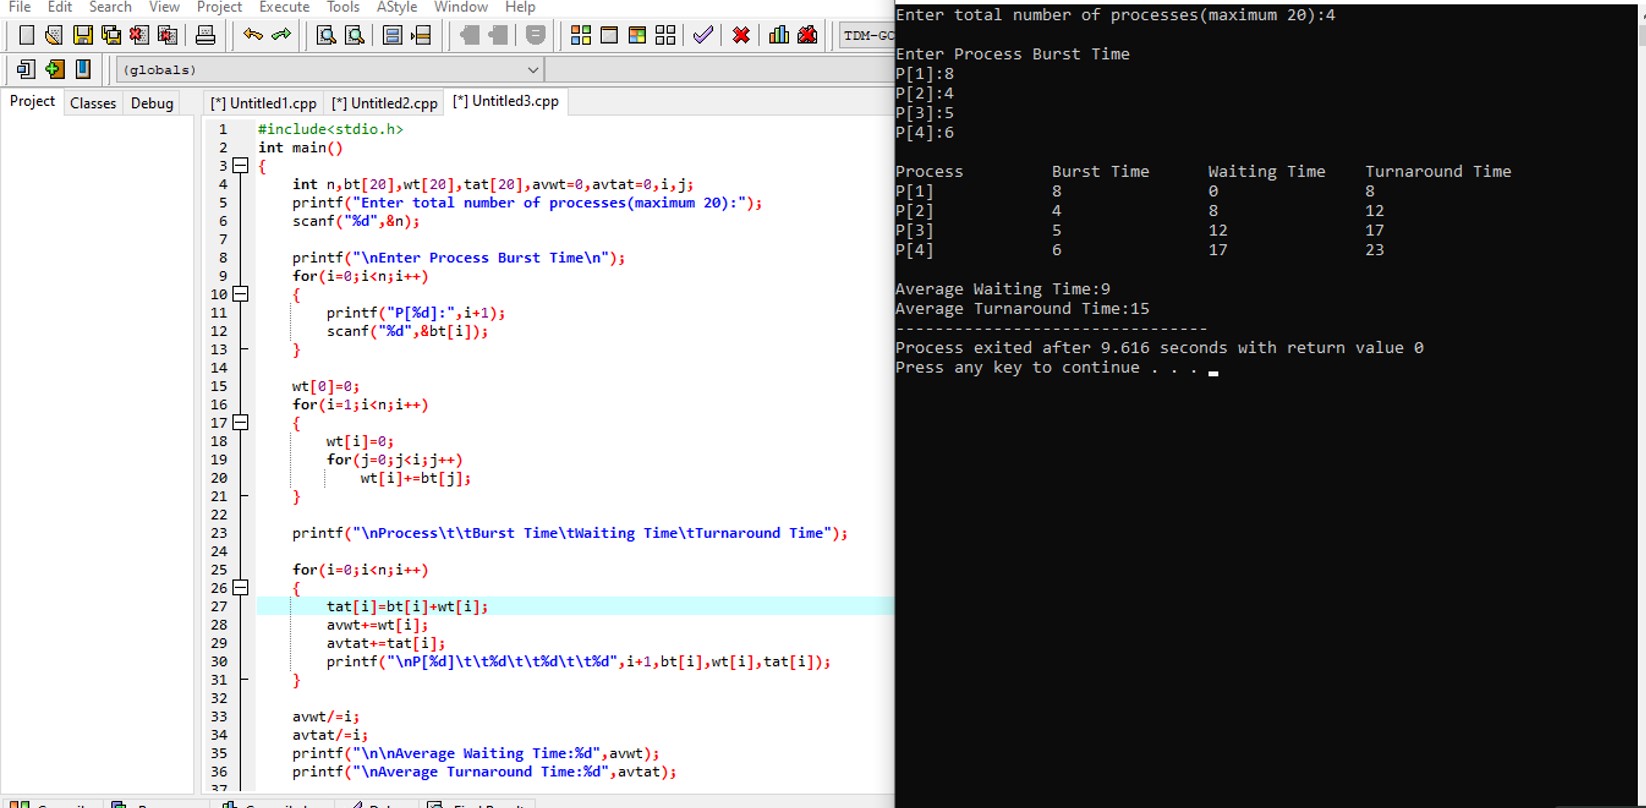 File Edit Search View Project Execute Tools AStyle Window Help
TDM-GC
(globals)
Project Classes Debug
[*] Untitled1.cpp [*] Untitled2.cpp [*] Untitled3.cpp
1 #include<stdio.h>
2 int main()
3 {
4 int n,bt[20],wt[20],tat[20],avwt=0,avtat=0,i,j;
5 printf("Enter total number of processes(maximum 20):");
6 scanf("%d",&n);
7
8 printf("\nEnter Process Burst Time\n");
9 for(i=0;i<n;i++)
10 {
11 printf("P[%d]:",i+1);
12 scanf("%d",&bt[i]);
13 }
14
15 wt[0]=0;
16 for(i=1;i<n;i++)
17 {
18 wt[i]=0;
19 for(j=0;j<i;j++)
20 wt[i]+=bt[j];
21 }
22
23 printf("\nProcess\t\tBurst Time\tWaiting Time\tTurnaround Time");
24
25 for(i=0;i<n;i++)
26 {
27 tat[i]=bt[i]+wt[i];
28 avwt+=wt[i];
29 avtat+=tat[i];
30 printf("\nP[%d]\t\t%d\t\t%d\t\t%d",i+1,bt[i],wt[i],tat[i]);
31 }
32
33 avwt/=i;
34 avtat/=i;
35 printf("\n\nAverage Waiting Time:%d",avwt);
36 printf("\nAverage Turnaround Time:%d",avtat);
37
Enter total number of processes(maximum 20):4
Enter Process Burst Time
P[1]:8
P[2]:4
P[3]:5
P[4]:6
Process Burst Time Waiting Time Turnaround Time
P[1] 8 0 8
P[2] 4 8 12
P[3] 5 12 17
P[4] 6 17 23
Average Waiting Time:9
Average Turnaround Time:15
--------------------------------
Process exited after 9.616 seconds with return value 0
Press any key to continue . . .